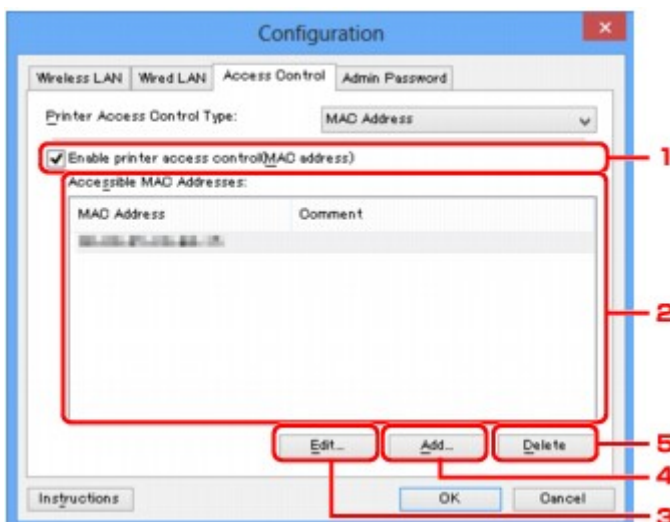 Configuration
Wireless LAN Wired LAN Access Control Admin Password
Printer Access Control Type: MAC Address
Enable printer access control(MAC address) 1
Accessible MAC Addresses:
MAC Address Comment
2
Edit... Add... Delete 5
4
Instructions OK Cancel
3